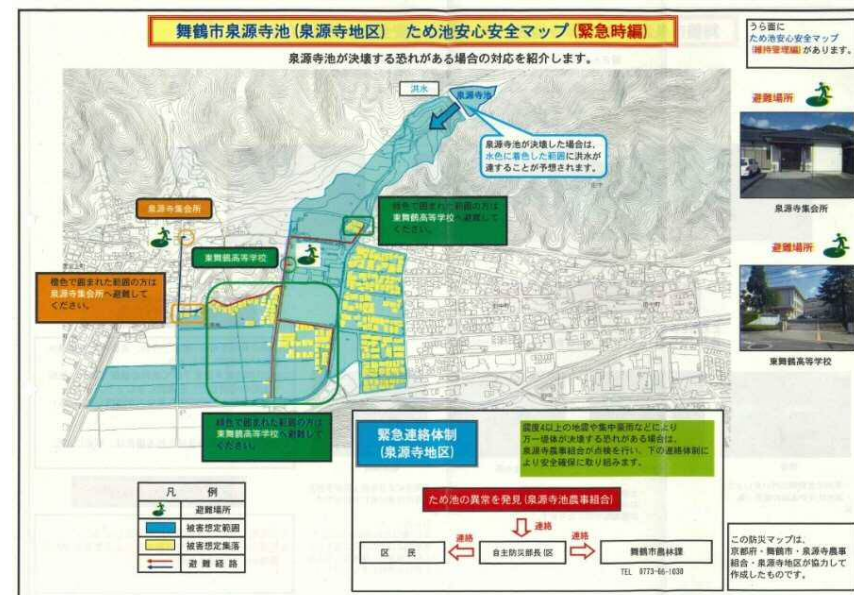 舞鶴市泉源寺池(泉源寺地区) ため池安心安全マップ(緊急時編)
泉源寺池が決壊する恐れがある場合の対応を紹介します。
うら面に
ため池安心安全マップ
(維持管理編)があります。
洪水
泉源寺池
泉源寺池が決壊した場合は、
水色に着色した範囲に洪水が
達することが予想されます。
避難場所
泉源寺集会所
避難場所
東舞鶴高等学校
泉源寺集会所
緑色で囲まれた範囲の方は
東舞鶴高等学校へ避難して
ください。
東舞鶴高等学校
橙色で囲まれた範囲の方は
泉源寺集会所へ避難して
ください。
緑色で囲まれた範囲の方は
東舞鶴高等学校へ避難して
ください。
凡 例
避難場所
被害想定範囲
被害想定集落
避難経路
緊急連絡体制
(泉源寺地区)
震度4以上の地震や集中豪雨などにより
万一堤体が決壊する恐れがある場合は、
泉源寺農事組合が点検を行い、下の連絡体制に
より安全確保に取り組みます。
ため池の異常を発見(泉源寺池農事組合)
連絡
区 民
連絡
自主防災部長(区
連絡
舞鶴市農林課
TEL 0773-66-1030
この防災マップは、
京都府・舞鶴市・泉源寺農事
組合・泉源寺地区が協力して
作成したものです。